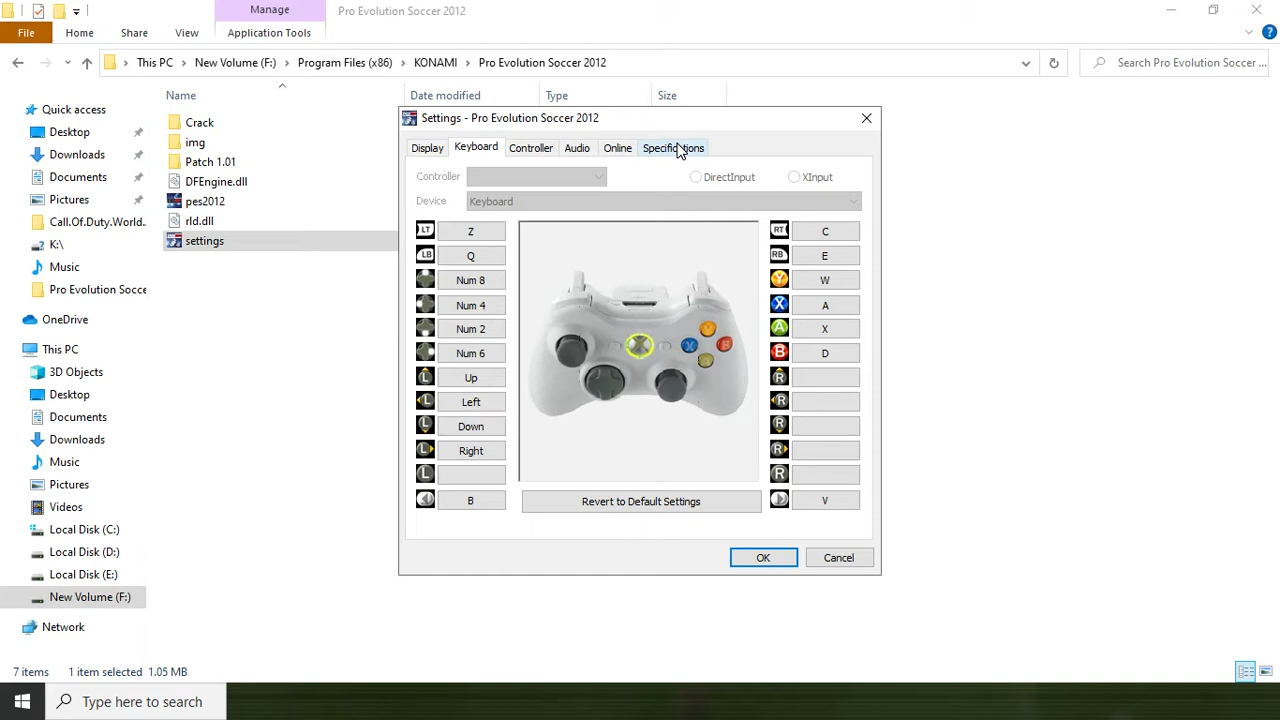 Manage
Pro Evolution Soccer 2012
File Home Share View Application Tools
This PC New Volume (F:) Program Files (x86) KONAMI Pro Evolution Soccer 2012 Search Pro Evolution Soccer ...
Quick access
Desktop
Downloads
Documents
Pictures
Call.Of.Duty.World..
K:\
Music
Pro Evolution Socce
OneDrive
This PC
3D Objects
Desktop
Documents
Downloads
Music
Pictures
Videos
Local Disk (C:)
Local Disk (D:)
Local Disk (E:)
New Volume (F:)
Network
Name Date modified Type Size
Crack
img
Patch 1.01
DFEngine.dll
pes2012
rld.dll
settings
Settings - Pro Evolution Soccer 2012
Display Keyboard Controller Audio Online Specifications
Controller DirectInput XInput
Device Keyboard
LT Z RT C
LB Q RB E
Num 8 Y W
Num 4 X A
Num 2 A X
Num 6 B D
L Up R
L Left R
L Down R
L Right R
L R
B V
Revert to Default Settings
OK Cancel
7 items 1 item selected 1.05 MB
Type here to search